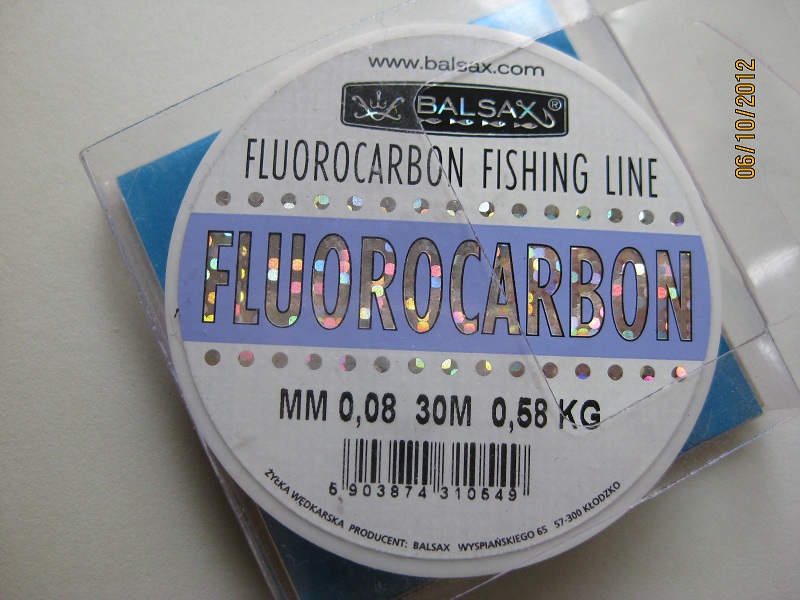 www.balsax.com
BALSAX®
FLUOROCARBON FISHING LINE
FLUOROCARBON
MM 0,08 30M 0,58 KG
5 903874 310549
ŻYŁKA WĘDKARSKA PRODUCENT: BALSAX WYSPIAŃSKIEGO 65 57-300 KŁODZKO
06/10/2012